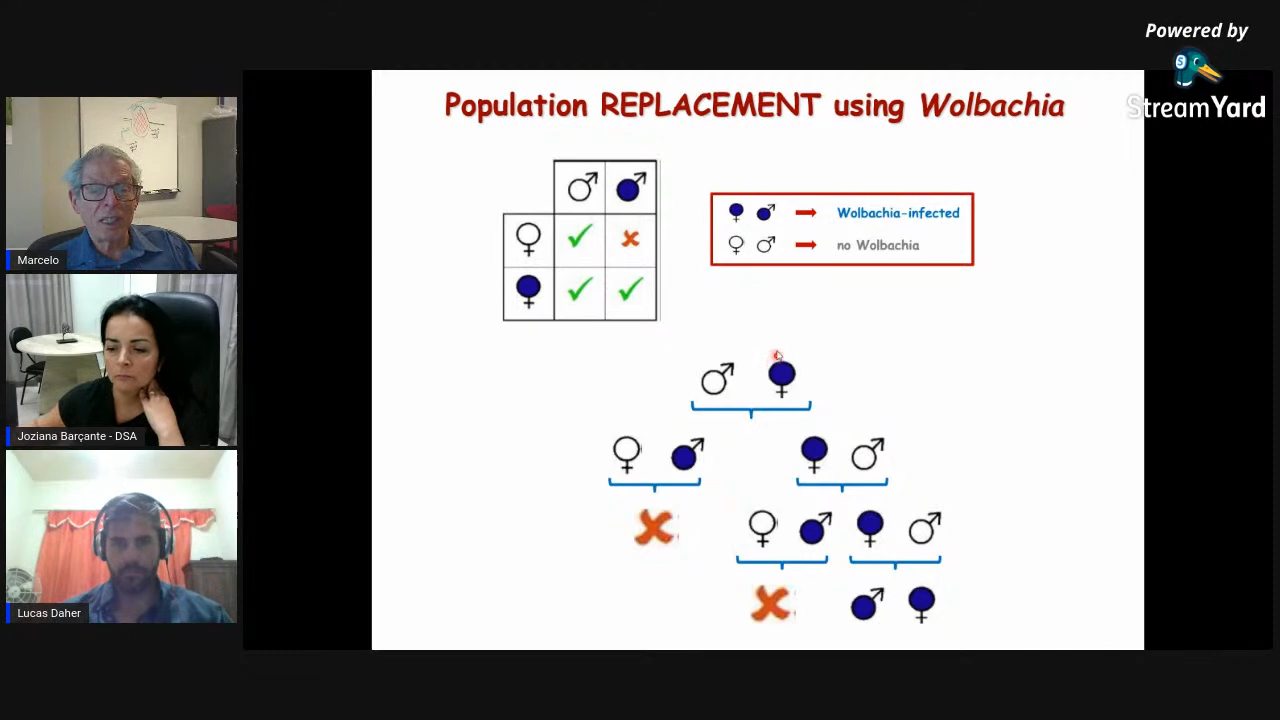 Powered by
StreamYard
Population REPLACEMENT using Wolbachia
Wolbachia-infected
no Wolbachia
Marcelo
Joziana Barçante - DSA
Lucas Daher